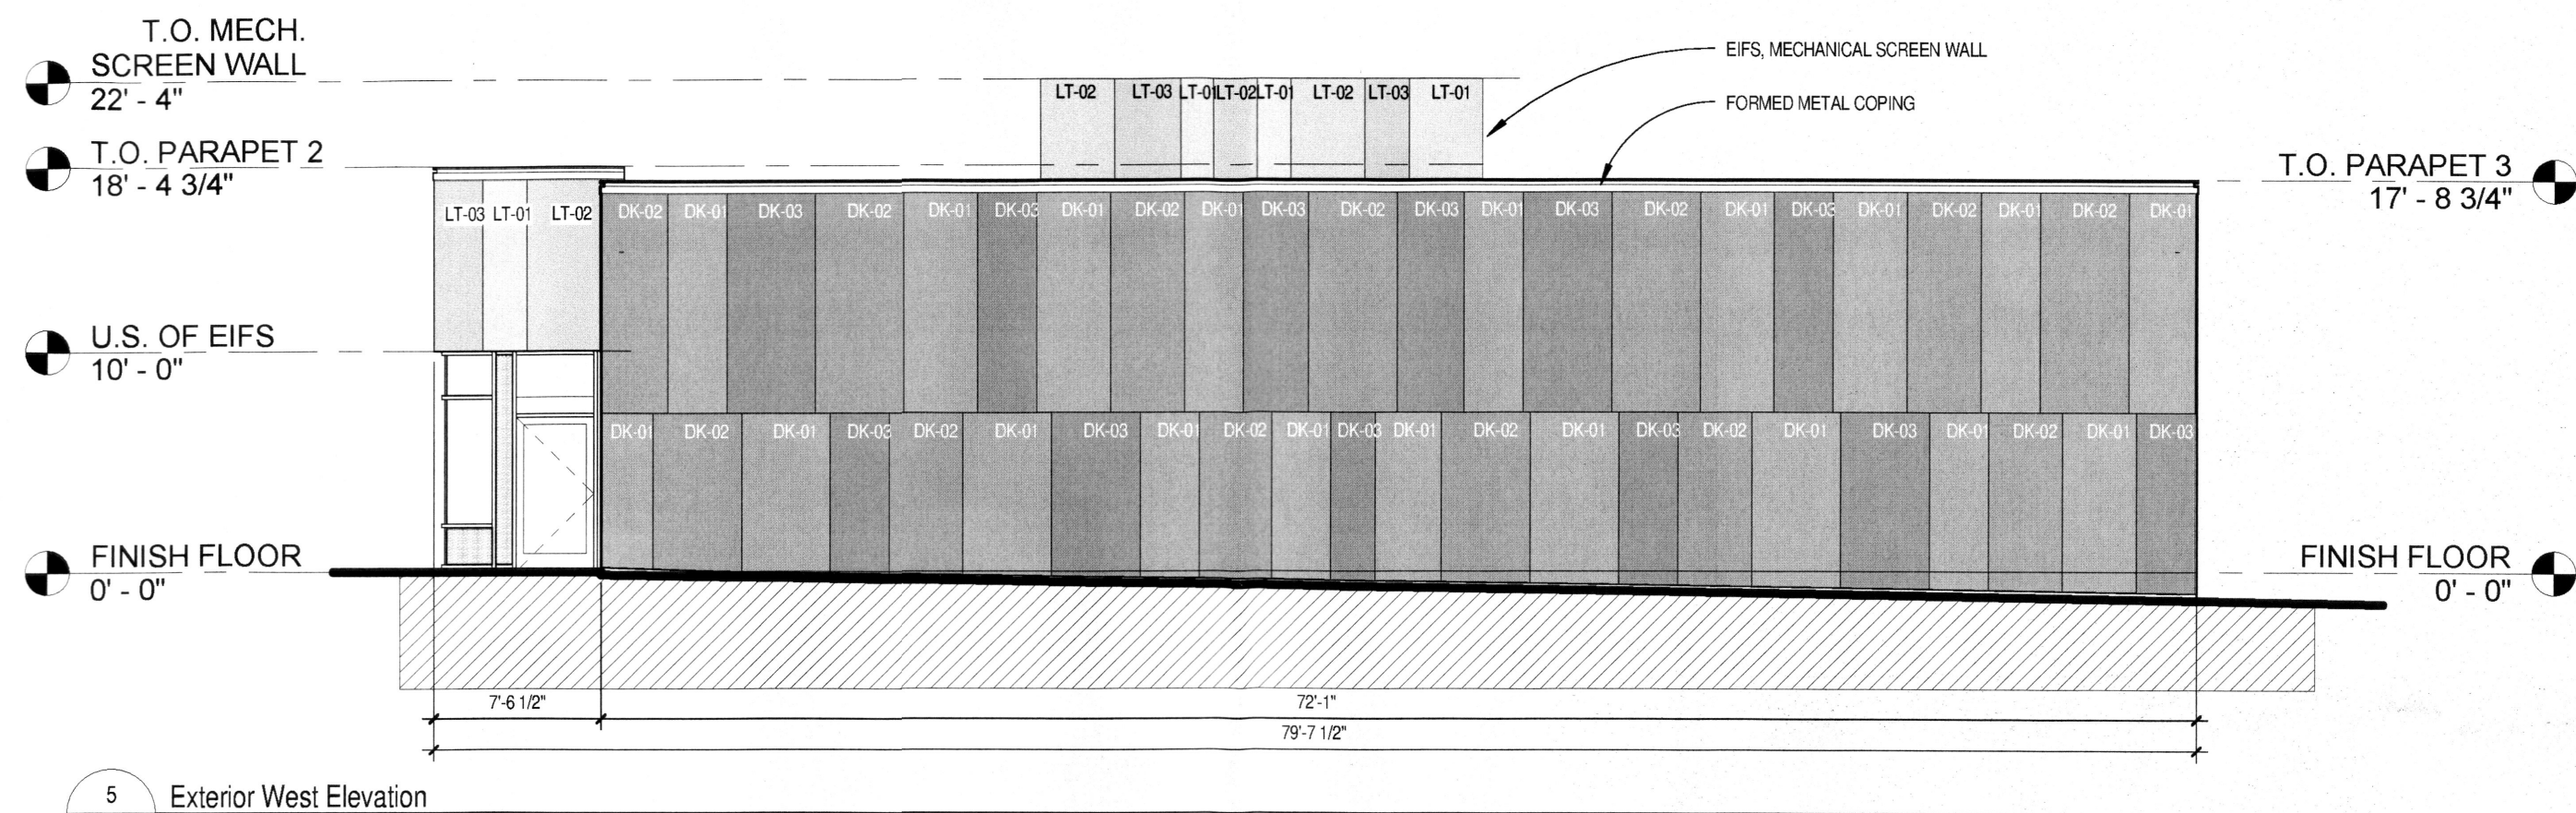 T.O. MECH.
SCREEN WALL
22' - 4"
EIFS, MECHANICAL SCREEN WALL
FORMED METAL COPING
LT-02 LT-03 LT-01 LT-02 LT-01 LT-02 LT-03 LT-01
T.O. PARAPET 2
18' - 4 3/4"
T.O. PARAPET 3
17' - 8 3/4"
LT-03 LT-01 LT-02 DK-02 DK-01 DK-03 DK-02 DK-01 DK-03 DK-01 DK-02 DK-01 DK-03 DK-02 DK-03 DK-01 DK-03 DK-02 DK-01 DK-03 DK-01 DK-02 DK-01 DK-02 DK-01
U.S. OF EIFS
10' - 0"
DK-01 DK-02 DK-01 DK-03 DK-02 DK-01 DK-03 DK-01 DK-02 DK-01 DK-03 DK-01 DK-02 DK-01 DK-03 DK-02 DK-01 DK-03 DK-01 DK-02 DK-01 DK-03
FINISH FLOOR
0' - 0"
FINISH FLOOR
0' - 0"
7'-6 1/2" 72'-1"
79'-7 1/2"
5 Exterior West Elevation